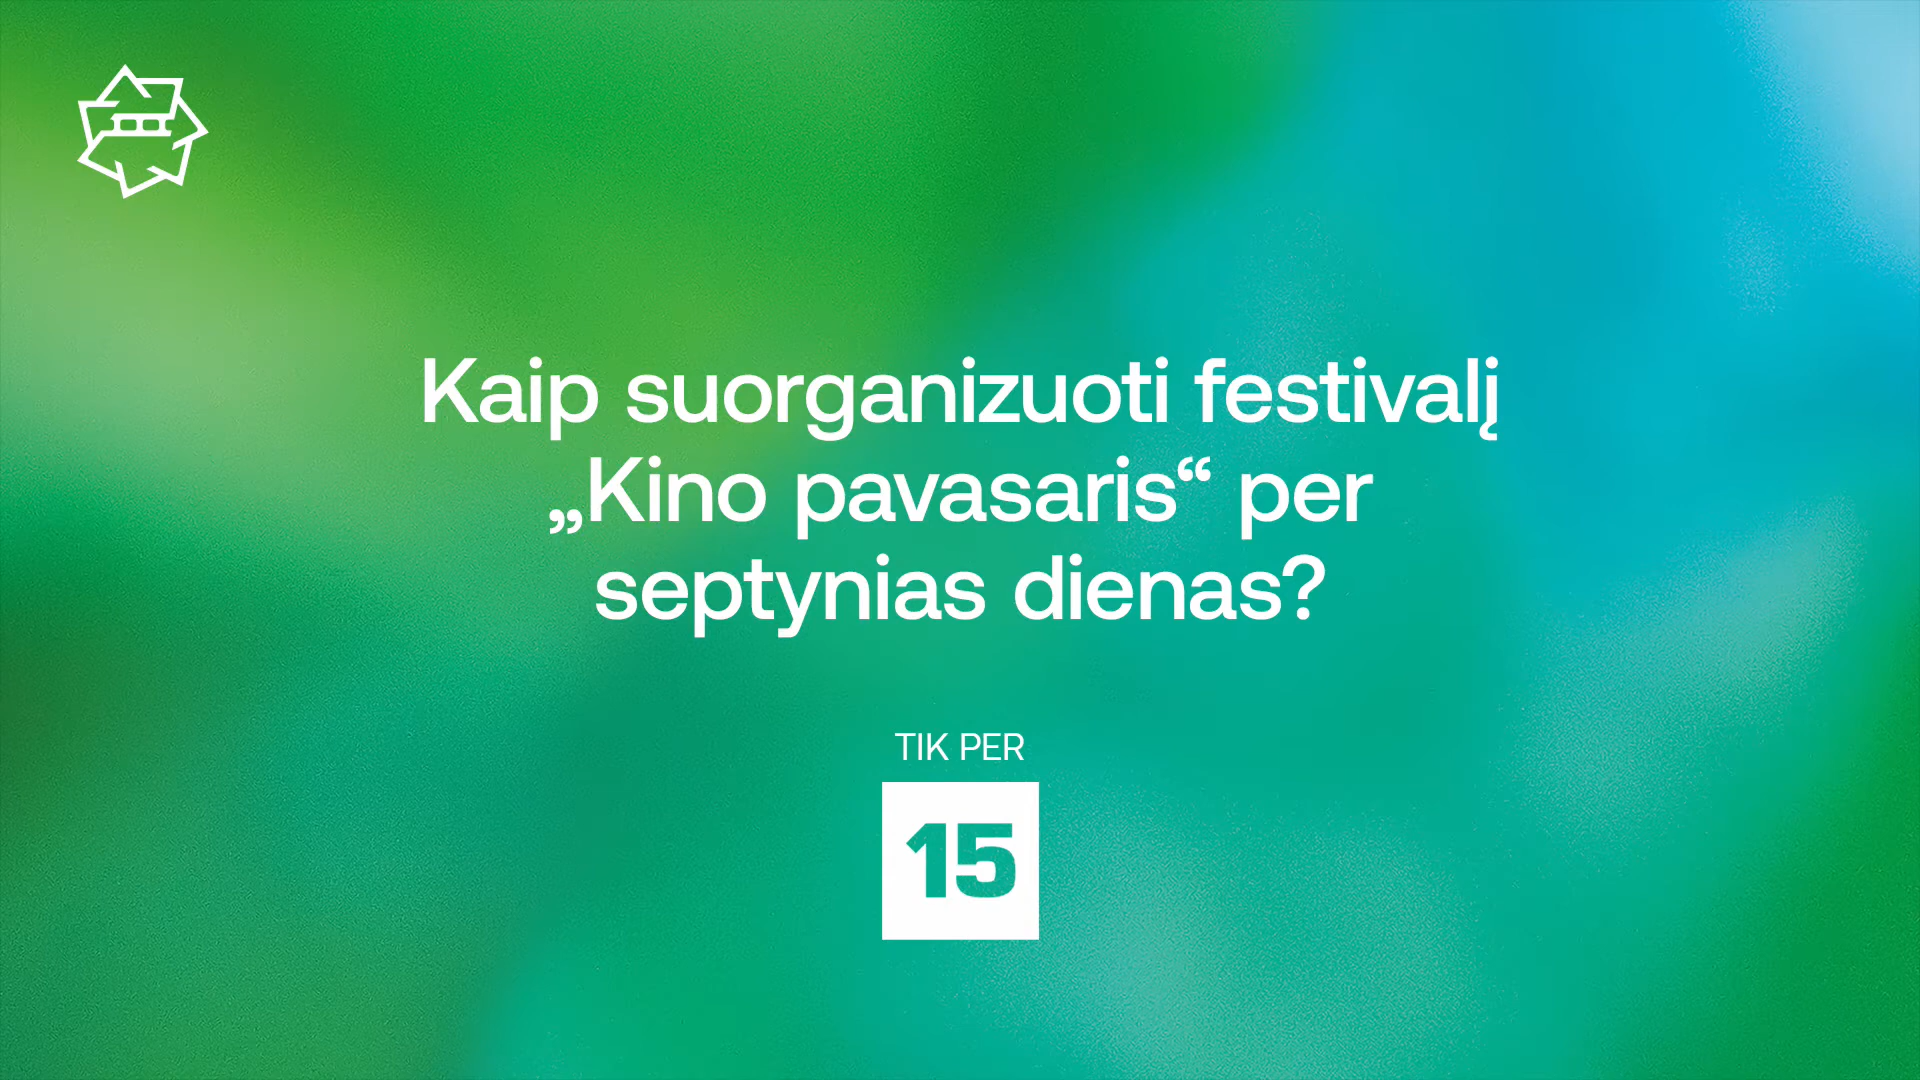 Kaip suorganizuoti festivalį
„Kino pavasaris“ per
septynias dienas?
TIK PER
15